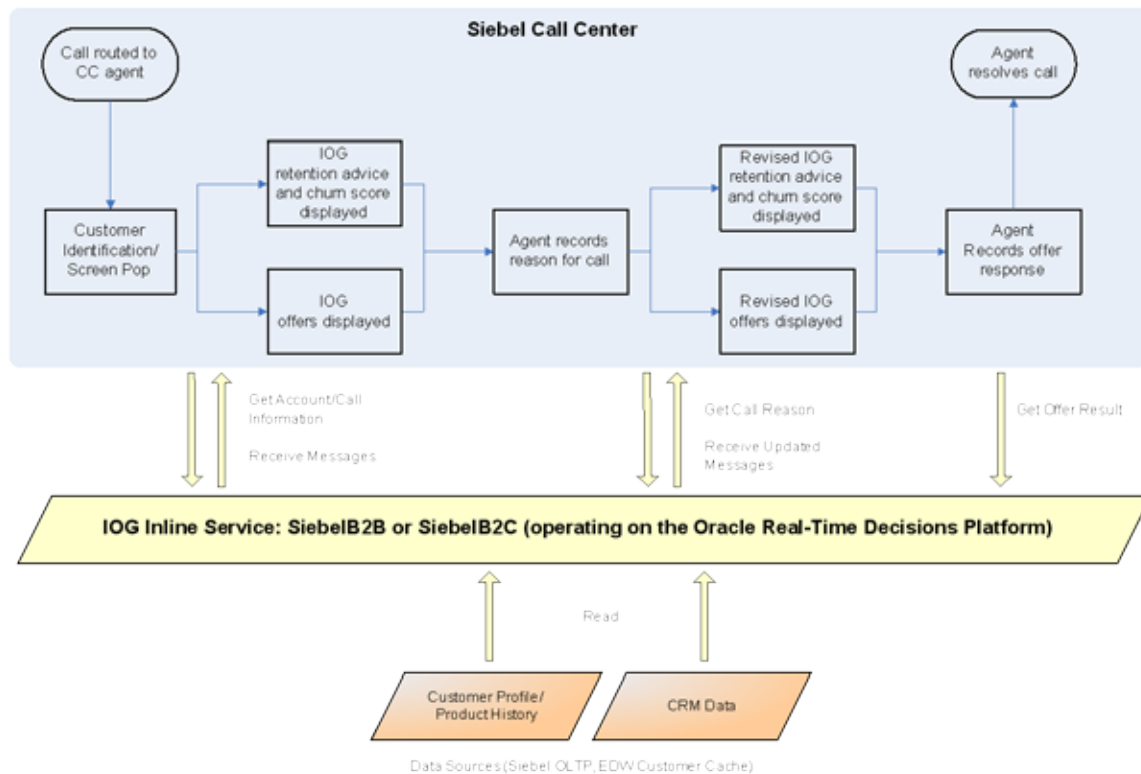 Siebel Call Center
Call routed to
CC agent
Agent
resolves call
IOG
retention advice
and churn score
displayed
Revised IOG
retention advice
and churn score
displayed
Customer
Identification/
Screen Pop
Agent records
reason for call
Agent
Records offer
response
IOG
offers displayed
Revised IOG
offers displayed
Get Account/Call
Information
Receive Messages
Get Call Reason
Receive Updated
Messages
Get Offer Result
IOG Inline Service: SiebelB2B or SiebelB2C (operating on the Oracle Real-Time Decisions Platform)
Read
Customer Profile/
Product History
CRM Data
Data Sources (Siebel OLTP, EDW Customer Cache)